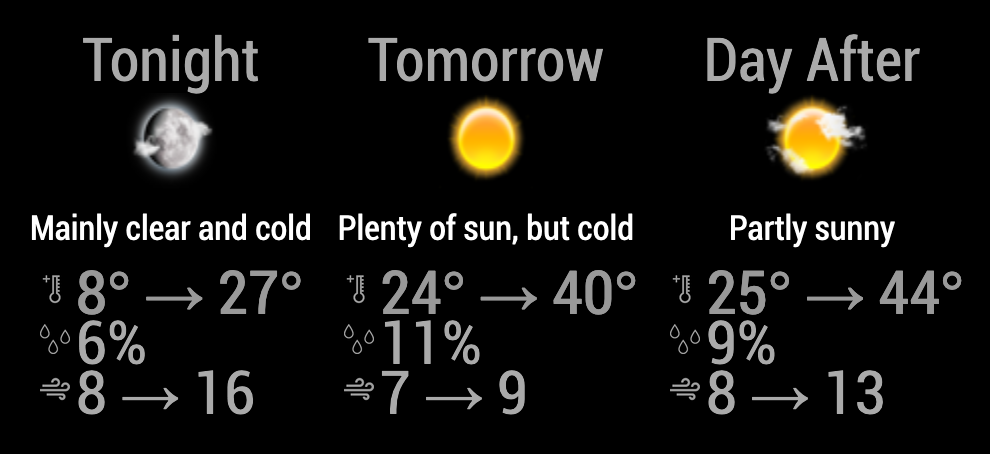 Tonight Tomorrow Day After
Mainly clear and cold Plenty of sun, but cold Partly sunny
8° → 27° 24° → 40° 25° → 44°
6% 11% 9%
8 → 16 7 → 9 8 → 13